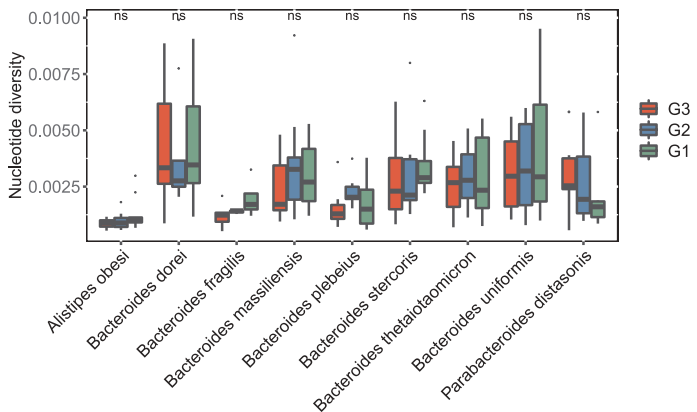 ns ns ns ns ns ns ns ns ns
0.0100
0.0075
0.0050
0.0025
Nucleotide diversity
G3
G2
G1
Alistipes obesi
Bacteroides dorei
Bacteroides fragilis
Bacteroides massiliensis
Bacteroides plebeius
Bacteroides stercoris
Bacteroides thetaiotaomicron
Bacteroides uniformis
Parabacteroides distasonis